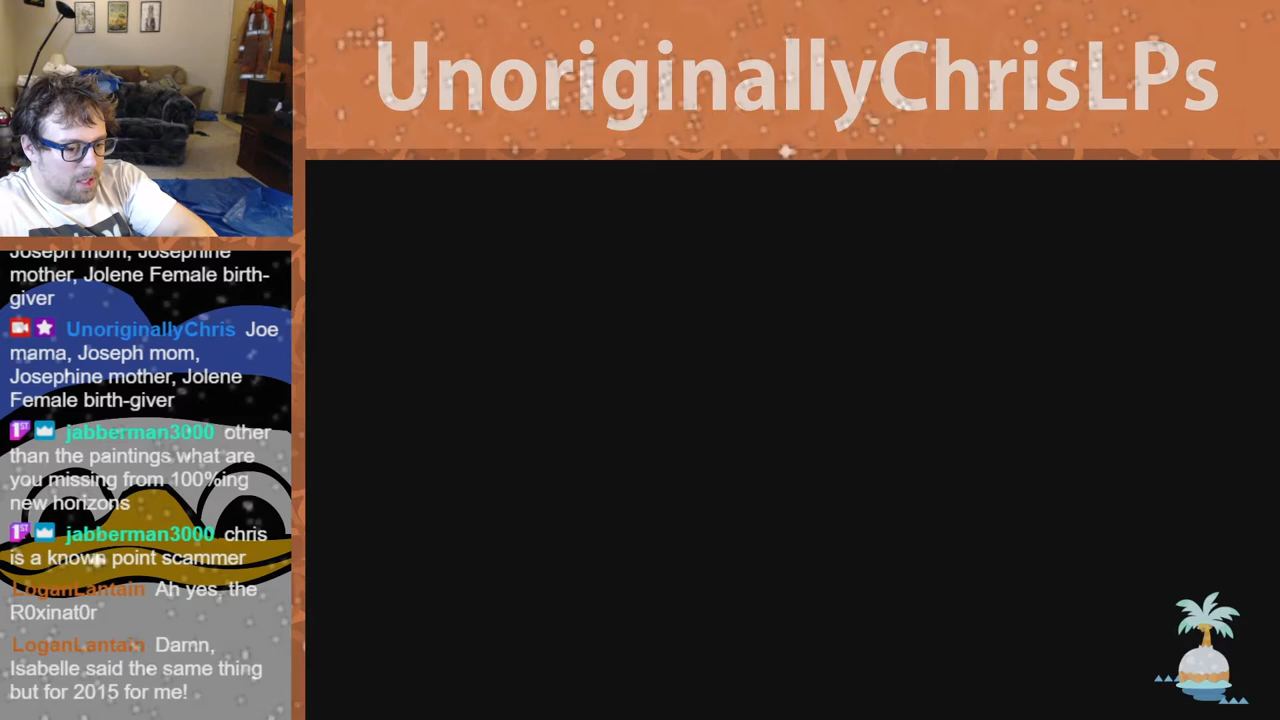 UnoriginallyChrisLPs
Joseph mom, Josephine
mother, Jolene Female birth-
giver
UnoriginallyChris Joe
mama, Joseph mom,
Josephine mother, Jolene
Female birth-giver
1ST jabberman3000 other
than the paintings what are
you missing from 100%ing
new horizons
1ST jabberman3000 chris
is a known point scammer
LoganLantain Ah yes, the
R0xinat0r
LoganLantain Damn,
Isabelle said the same thing
but for 2015 for me!